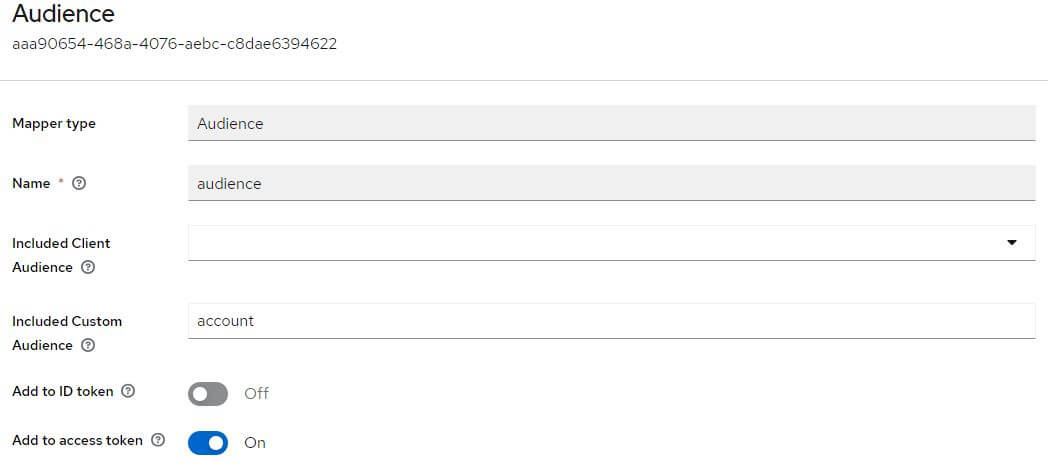 Audience
aaa90654-468a-4076-aebc-c8dae6394622
Mapper type
Audience
Name *
audience
Included Client
Audience
Included Custom
Audience
account
Add to ID token
Off
Add to access token
On